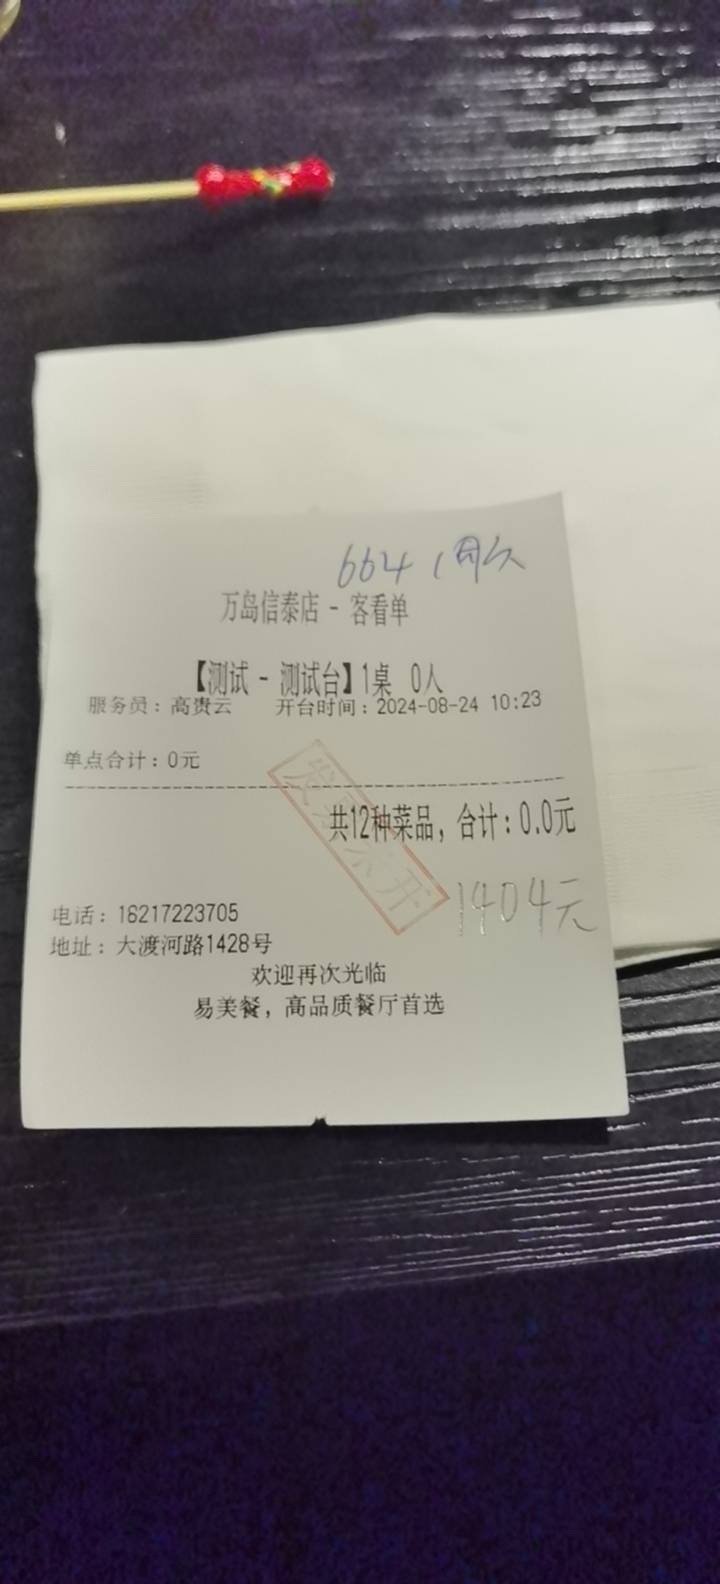 664
万岛信泰店 - 客看单
【测试 - 测试台】1桌 0人
服务员：高贵云 开台时间：2024-08-24 10:23
单点合计：0元
共12种菜品，合计：0.0元
发票未开
1404元
电话：16217223705
地址：大渡河路1428号
欢迎再次光临
易美餐，高品质餐厅首选